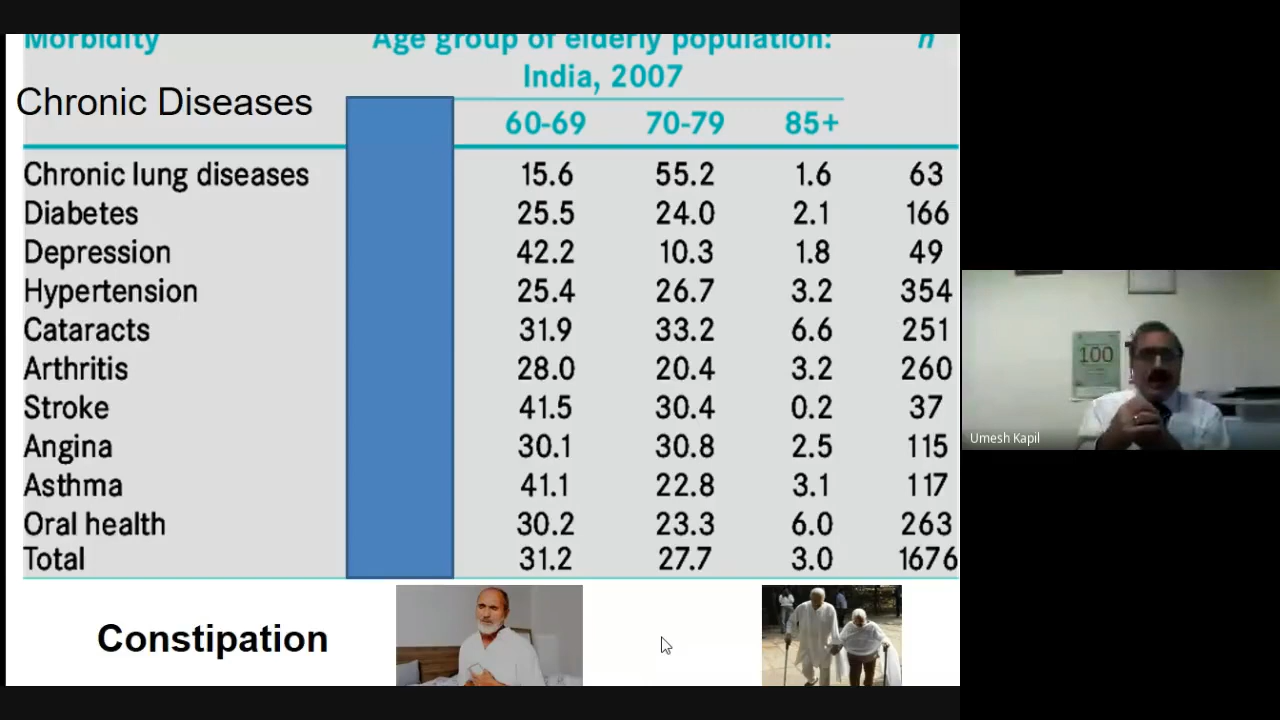 Morbidity Age group of elderly population: n
India, 2007
Chronic Diseases
60-69 70-79 85+
Chronic lung diseases 15.6 55.2 1.6 63
Diabetes 25.5 24.0 2.1 166
Depression 42.2 10.3 1.8 49
Hypertension 25.4 26.7 3.2 354
Cataracts 31.9 33.2 6.6 251
Arthritis 28.0 20.4 3.2 260
Stroke 41.5 30.4 0.2 37
Angina 30.1 30.8 2.5 115
Asthma 41.1 22.8 3.1 117
Oral health 30.2 23.3 6.0 263
Total 31.2 27.7 3.0 1676
Constipation
100
Umesh Kapil